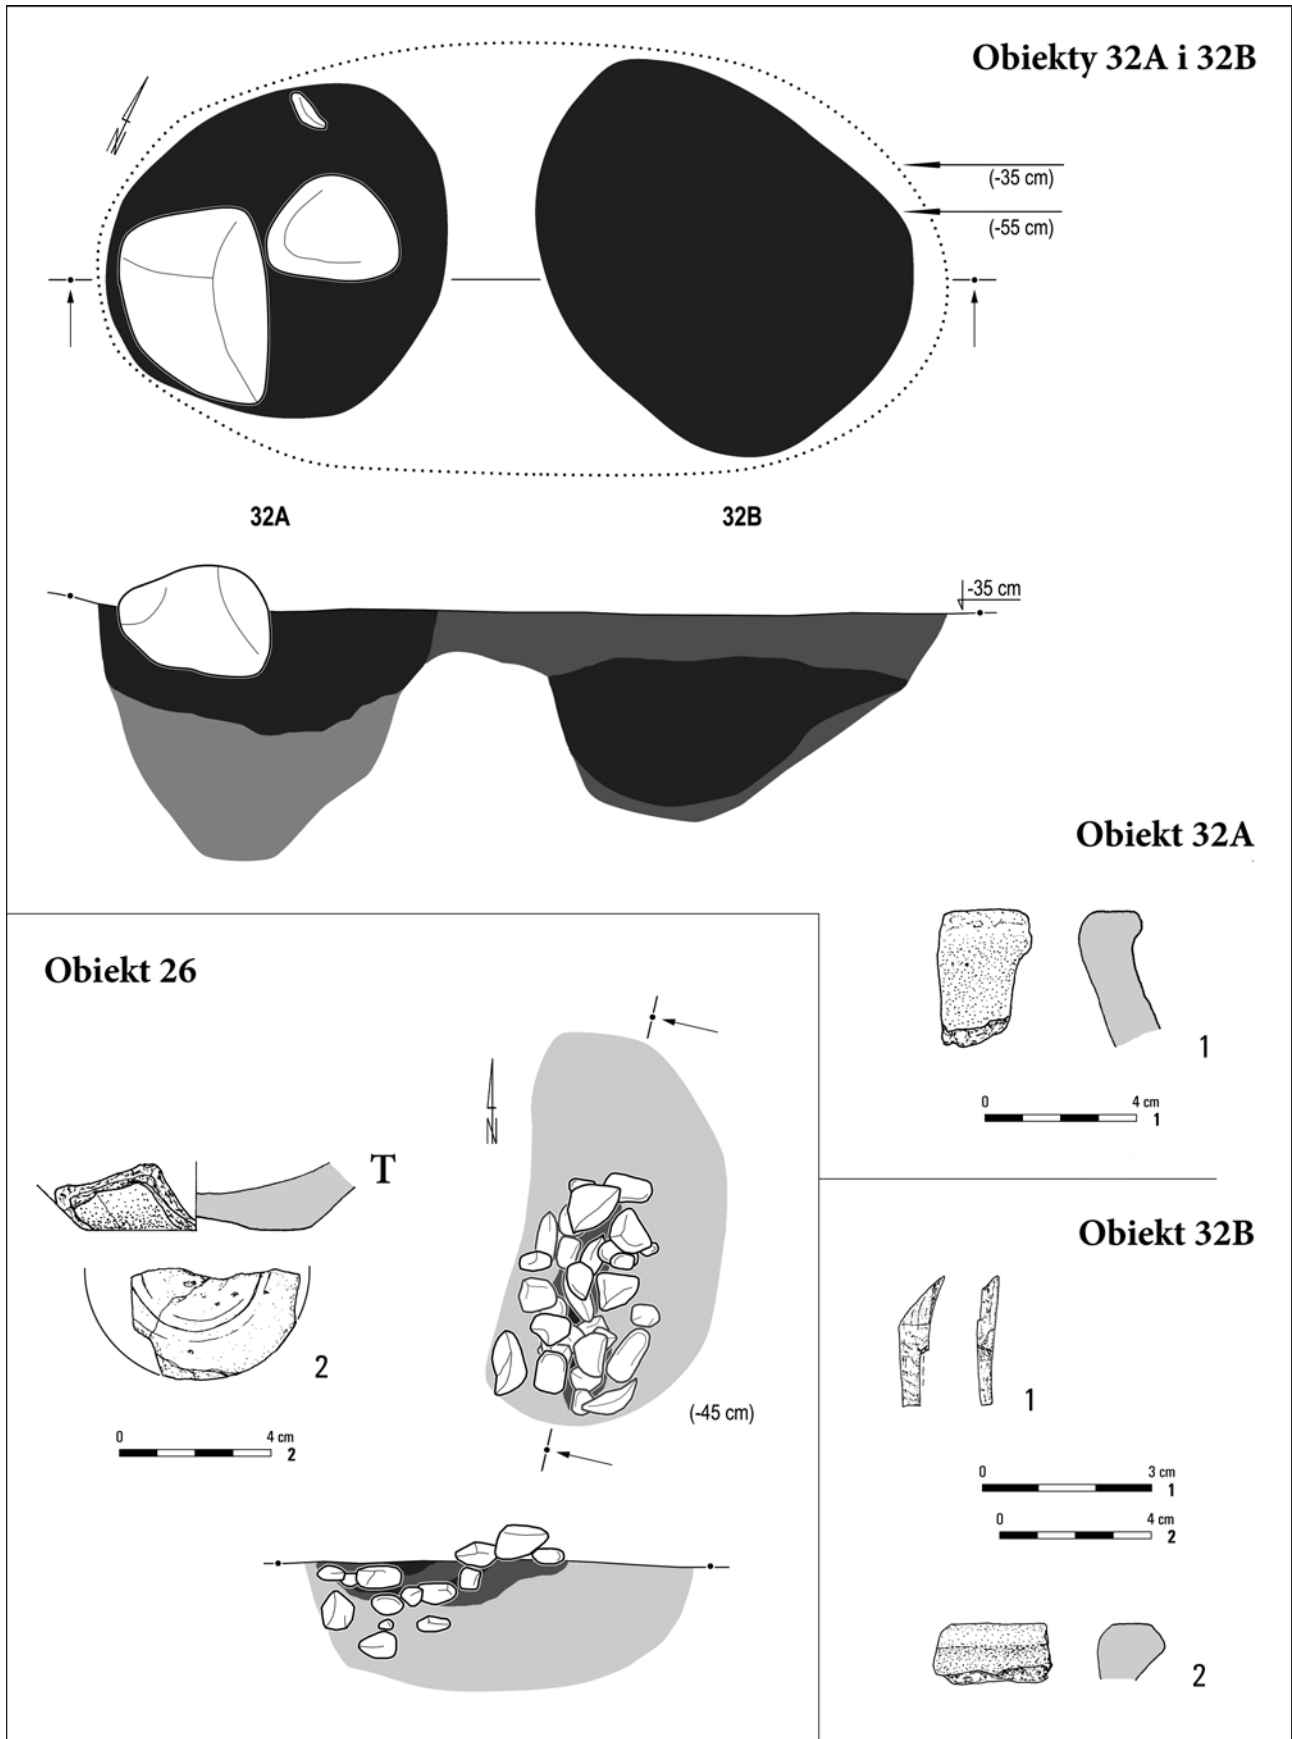 Obiekty 32A i 32B
N
(-35 cm)
(-55 cm)
32A
32B
-35 cm
Obiekt 32A
1
0 4 cm
1
Obiekt 26
N
T
2
0 4 cm
2
(-45 cm)
Obiekt 32B
1
0 3 cm
1
0 4 cm
2
2